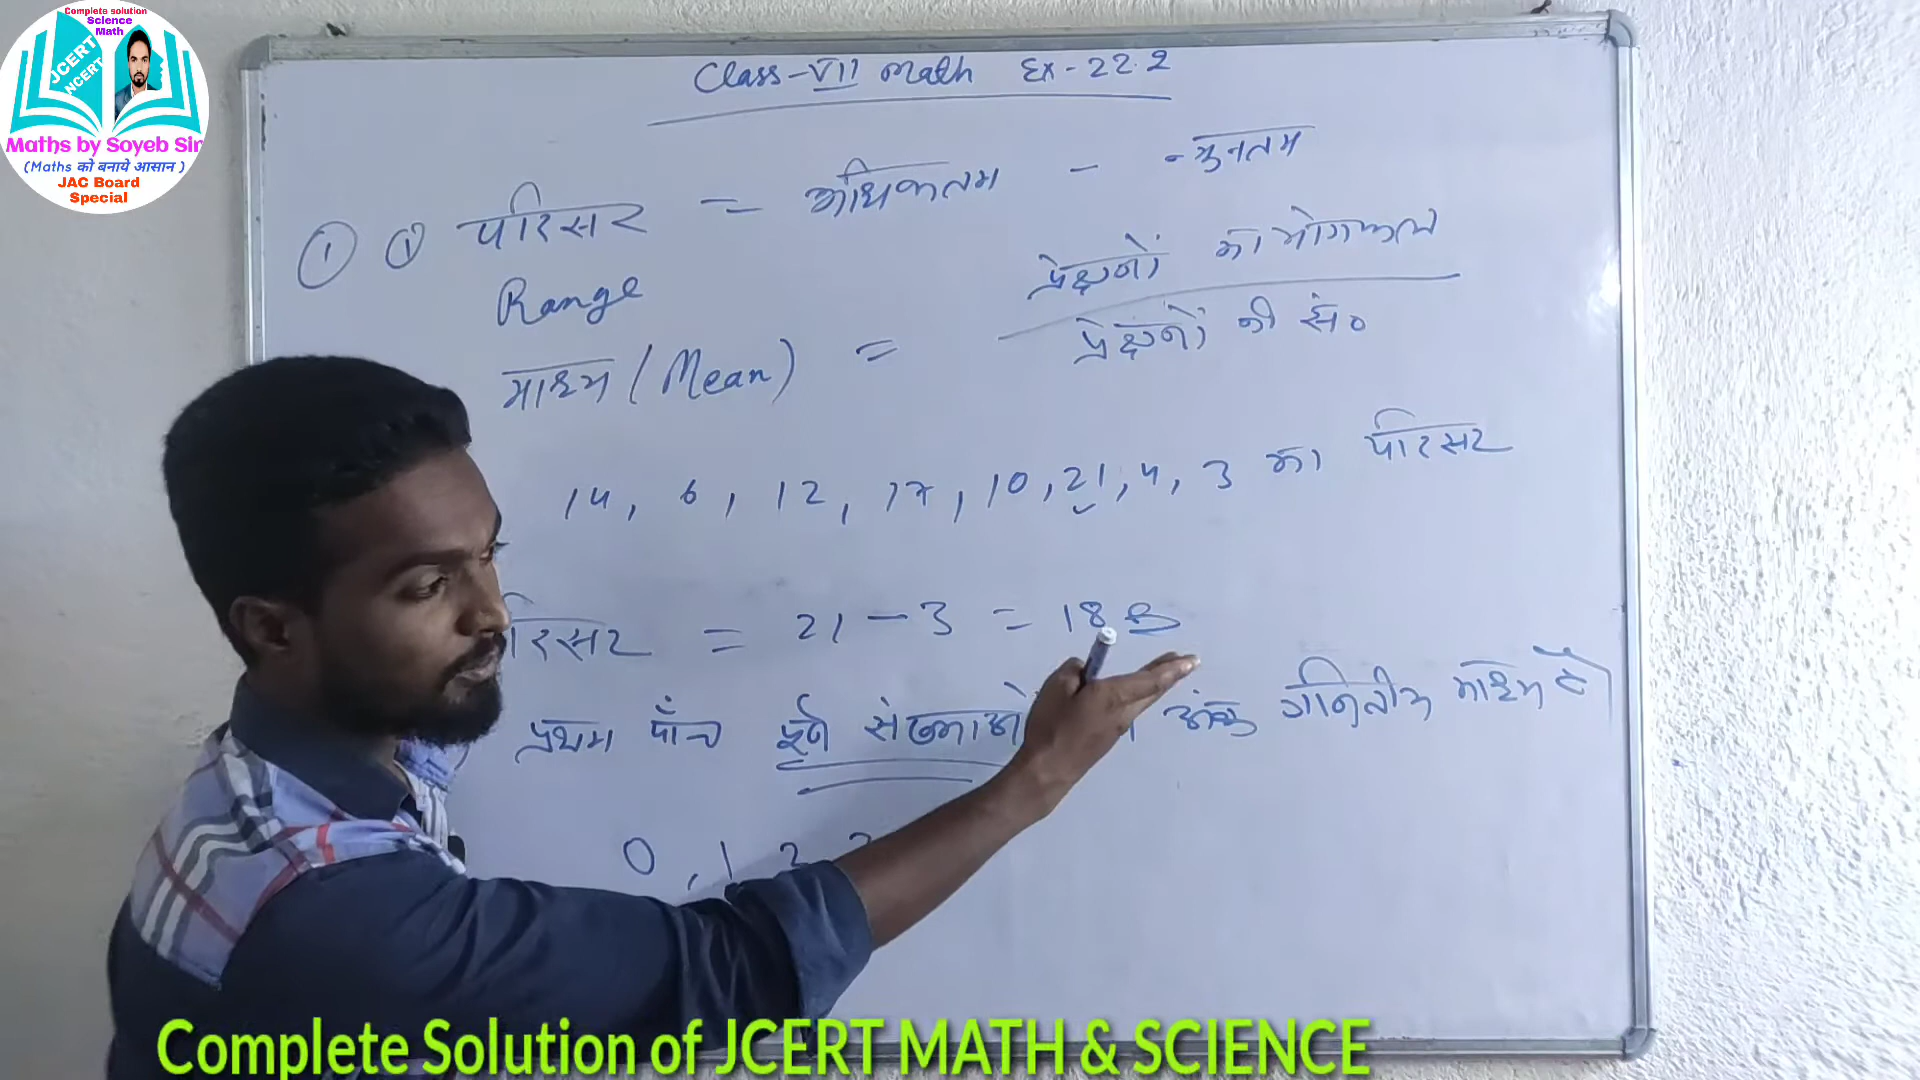 Complete solution
Science
Math
JCERT
NCERT
Maths by Soyeb Sir
(Maths को बनाये आसान )
JAC Board
Special
Class-VII Math Ex-22.2
① ① परिसर = अधिकतम - न्युनतम
Range
माध्य (Mean) = प्रेक्षणों का योगफल
प्रेक्षणों की सं०
14, 6, 12, 17, 10, 21, 4, 3 का परिसर
रिसर = 21 - 3 = 18
प्रथम पाँच पूर्ण संख्याओं गणितीय माध्य है
0, 1, 2, 3
Complete Solution of JCERT MATH & SCIENCE